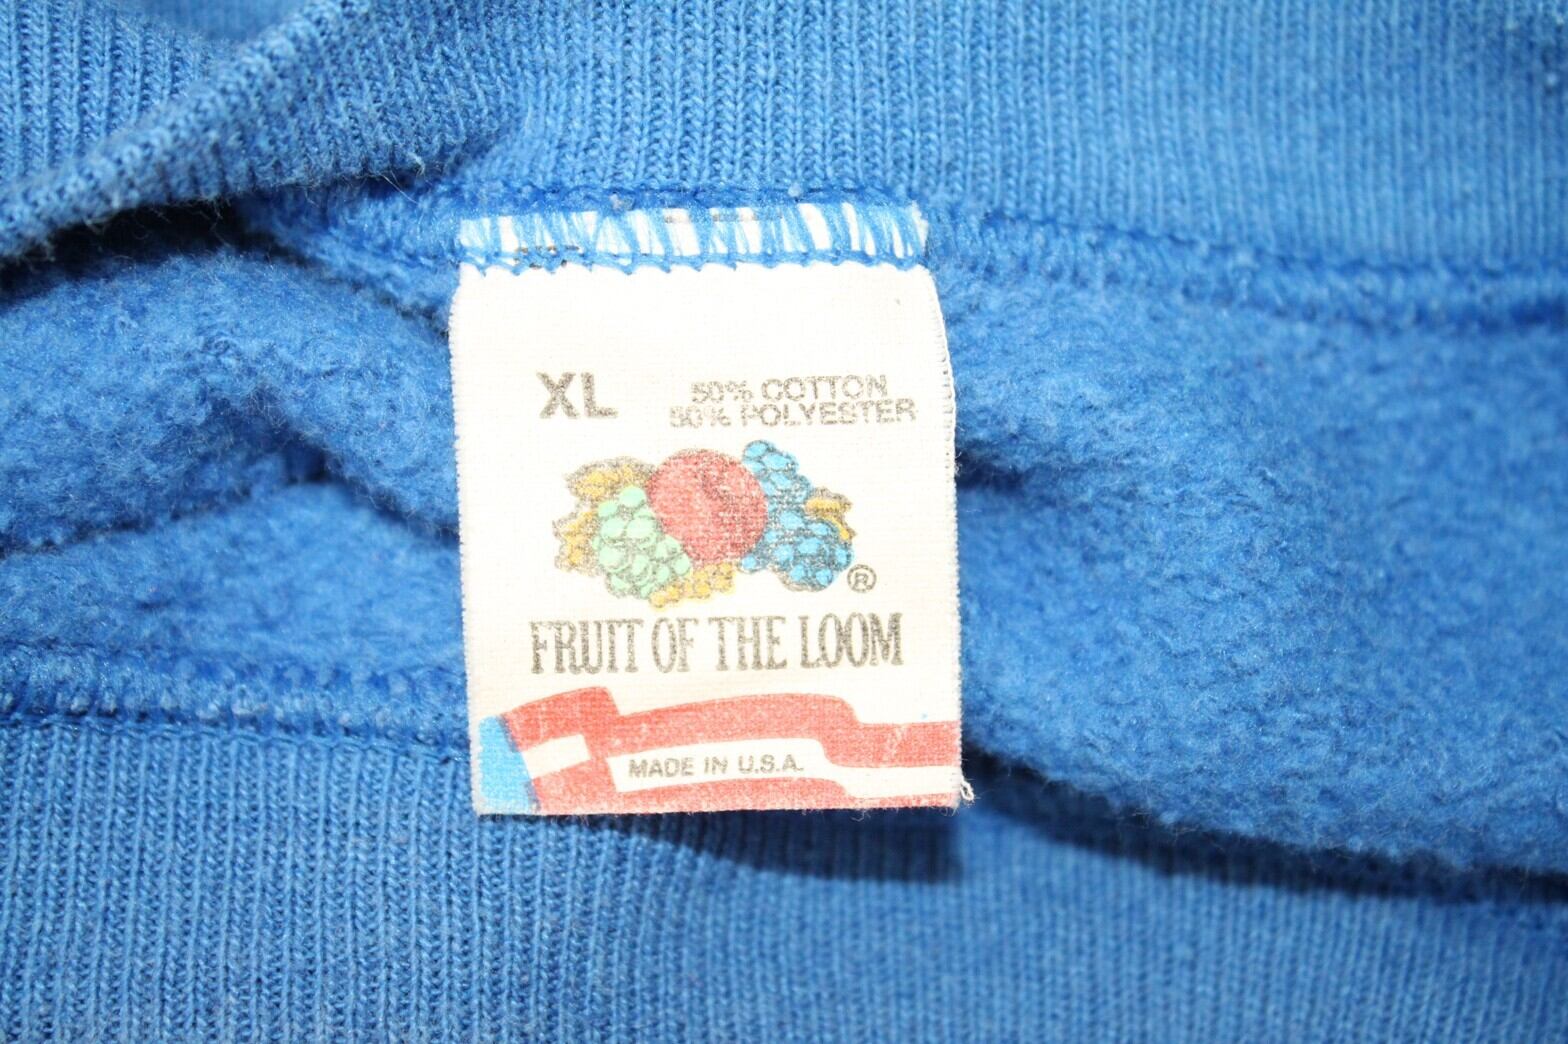 XL
50% COTTON
50% POLYESTER
®
FRUIT OF THE LOOM
MADE IN U.S.A.